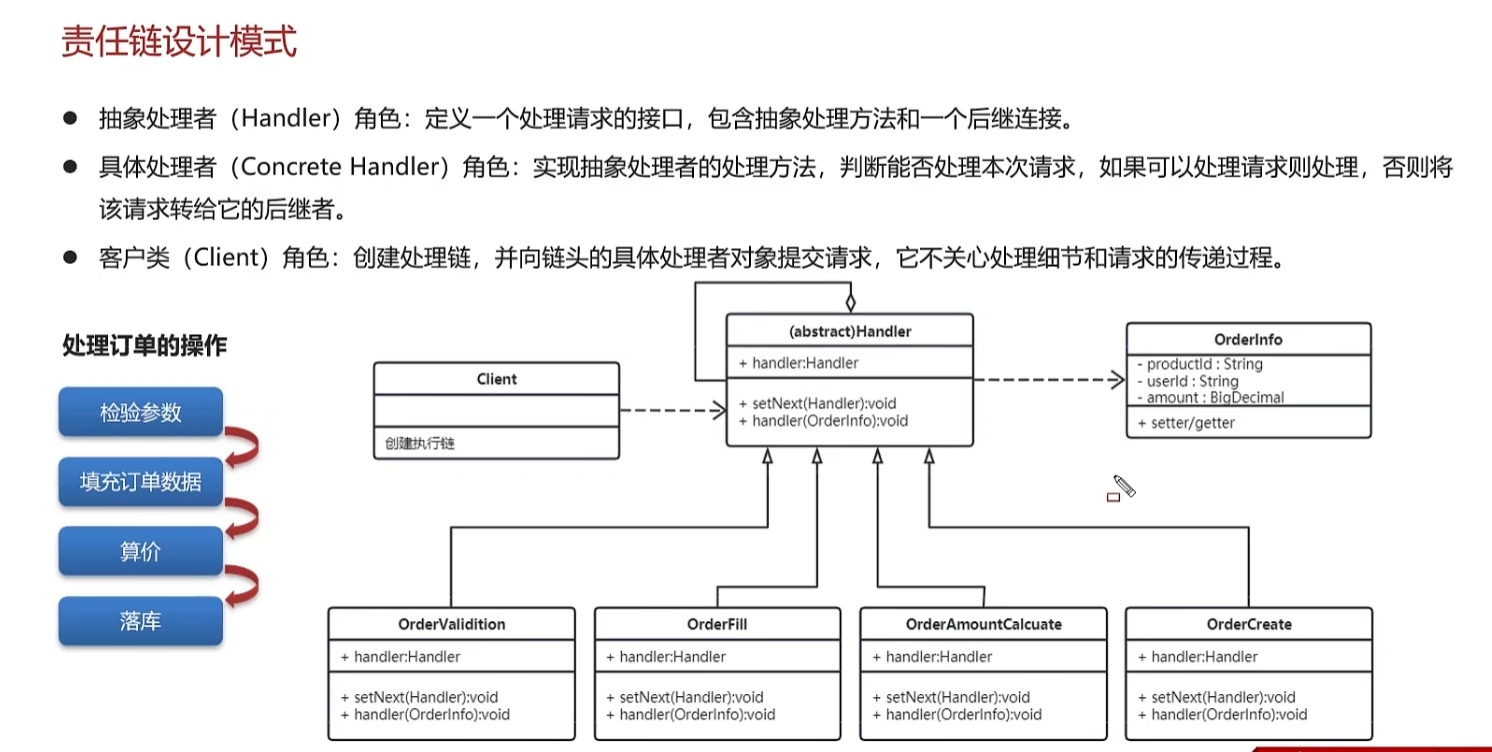 责任链设计模式
● 抽象处理者（Handler）角色：定义一个处理请求的接口，包含抽象处理方法和一个后继连接。
● 具体处理者（Concrete Handler）角色：实现抽象处理者的处理方法，判断能否处理本次请求，如果可以处理请求则处理，否则将
该请求转给它的后继者。
● 客户类（Client）角色：创建处理链，并向链头的具体处理者对象提交请求，它不关心处理细节和请求的传递过程。
处理订单的操作
检验参数
填充订单数据
算价
落库
Client
创建执行链
(abstract)Handler
+ handler:Handler
+ setNext(Handler):void
+ handler(OrderInfo):void
OrderInfo
- productId : String
- userId : String
- amount : BigDecimal
+ setter/getter
OrderValidition
+ handler:Handler
+ setNext(Handler):void
+ handler(OrderInfo):void
OrderFill
+ handler:Handler
+ setNext(Handler):void
+ handler(OrderInfo):void
OrderAmountCalcuate
+ handler:Handler
+ setNext(Handler):void
+ handler(OrderInfo):void
OrderCreate
+ handler:Handler
+ setNext(Handler):void
+ handler(OrderInfo):void